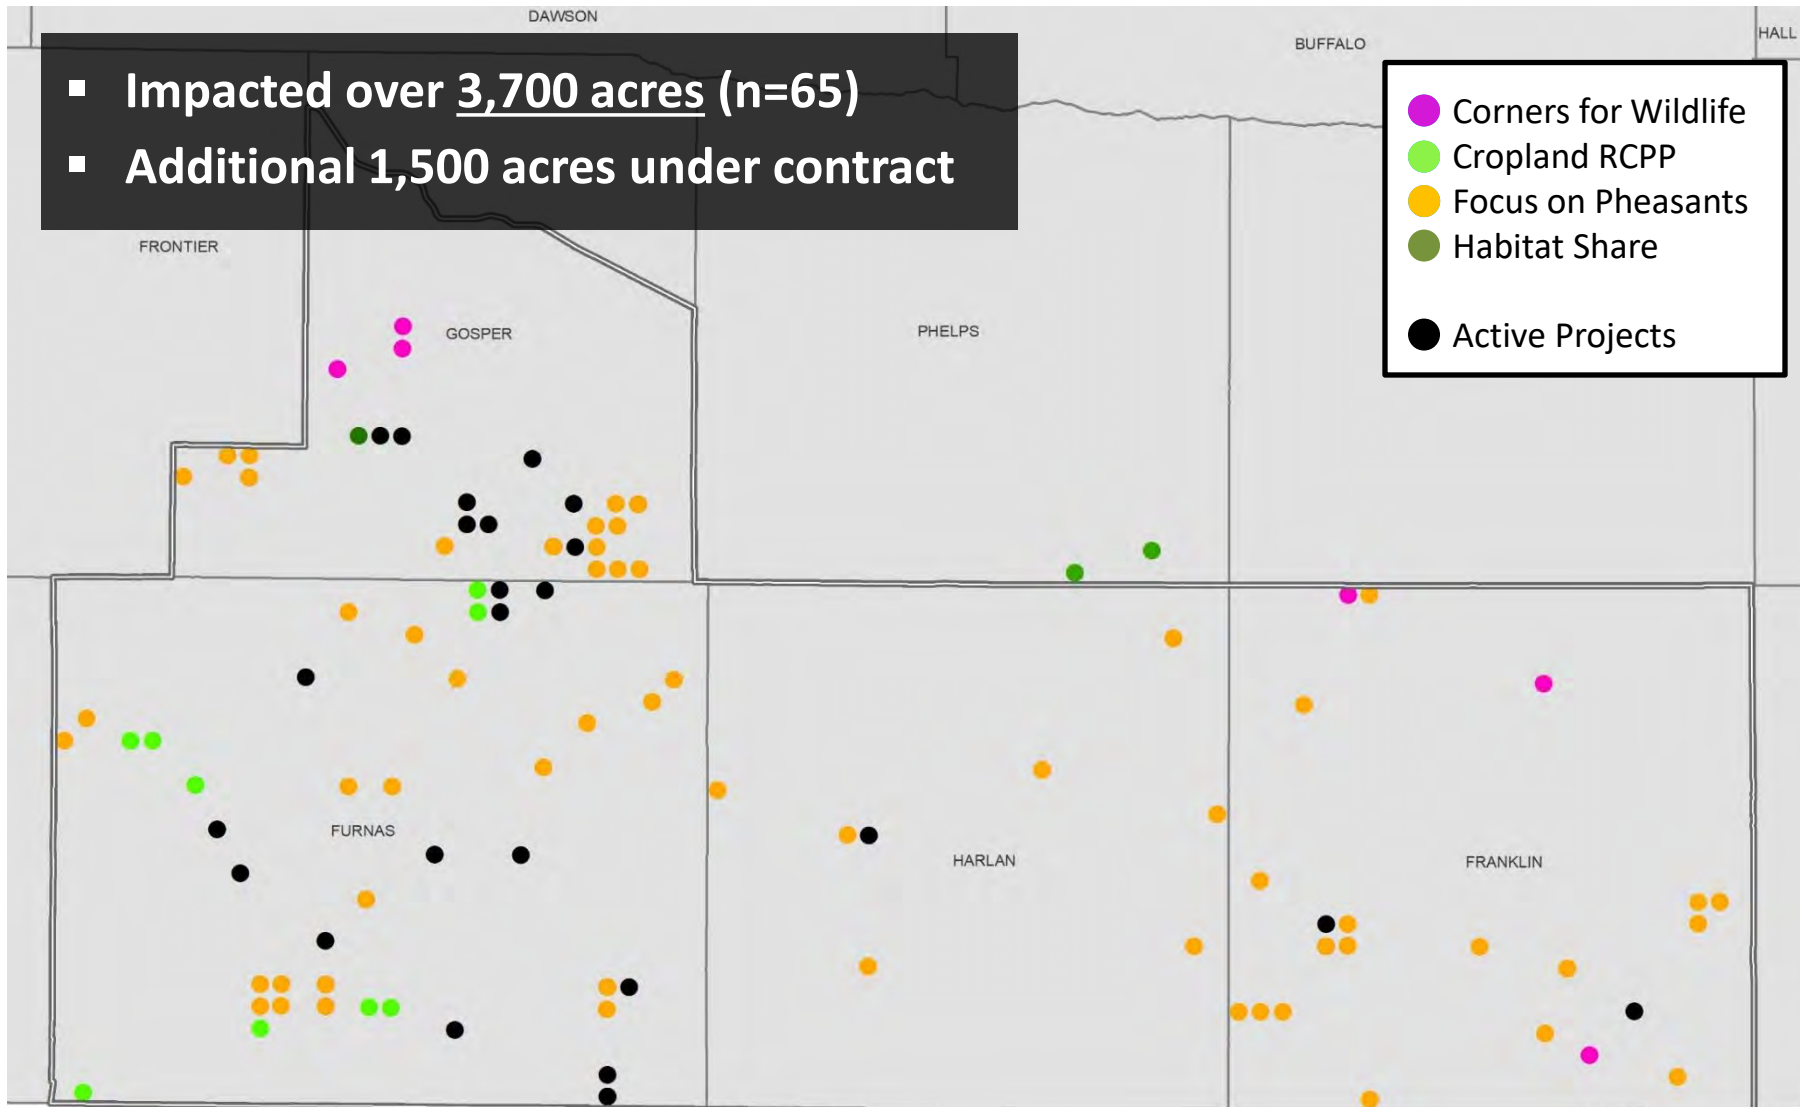 DAWSON
BUFFALO
HALL
▪ Impacted over 3,700 acres (n=65)
▪ Additional 1,500 acres under contract
Corners for Wildlife
Cropland RCPP
Focus on Pheasants
Habitat Share
Active Projects
FRONTIER
GOSPER
PHELPS
FURNAS
HARLAN
FRANKLIN